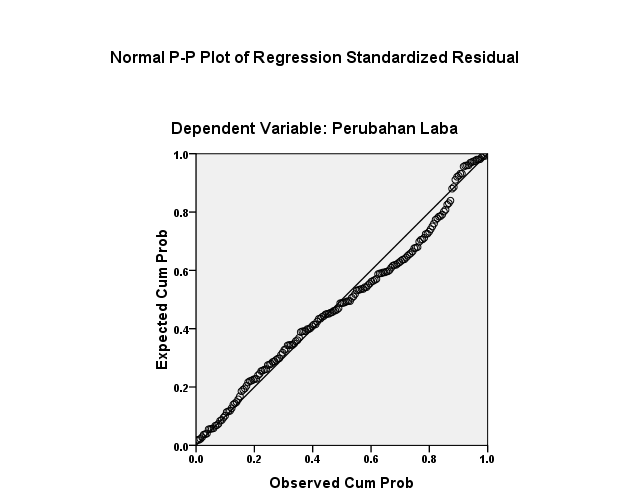 Normal P-P Plot of Regression Standardized Residual
Dependent Variable: Perubahan Laba
1.0
0.8
0.6
0.4
0.2
0.0
Expected Cum Prob
0.0 0.2 0.4 0.6 0.8 1.0
Observed Cum Prob